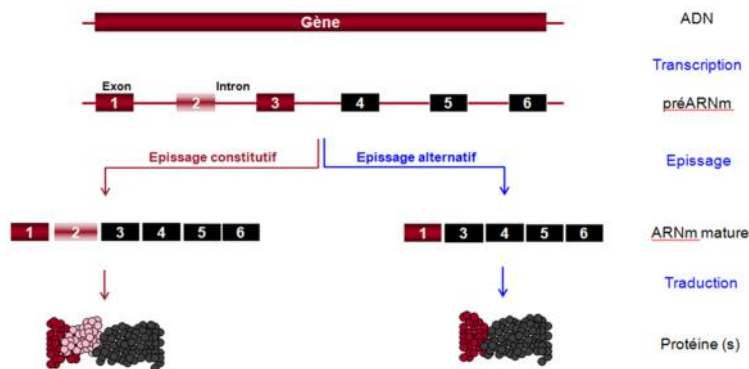 Gène
ADN
Transcription
Exon
Intron
1 2 3 4 5 6
préARNm
Epissage constitutif
Epissage alternatif
Epissage
1 2 3 4 5 6
1 3 4 5 6
ARNm mature
Traduction
Protéine (s)